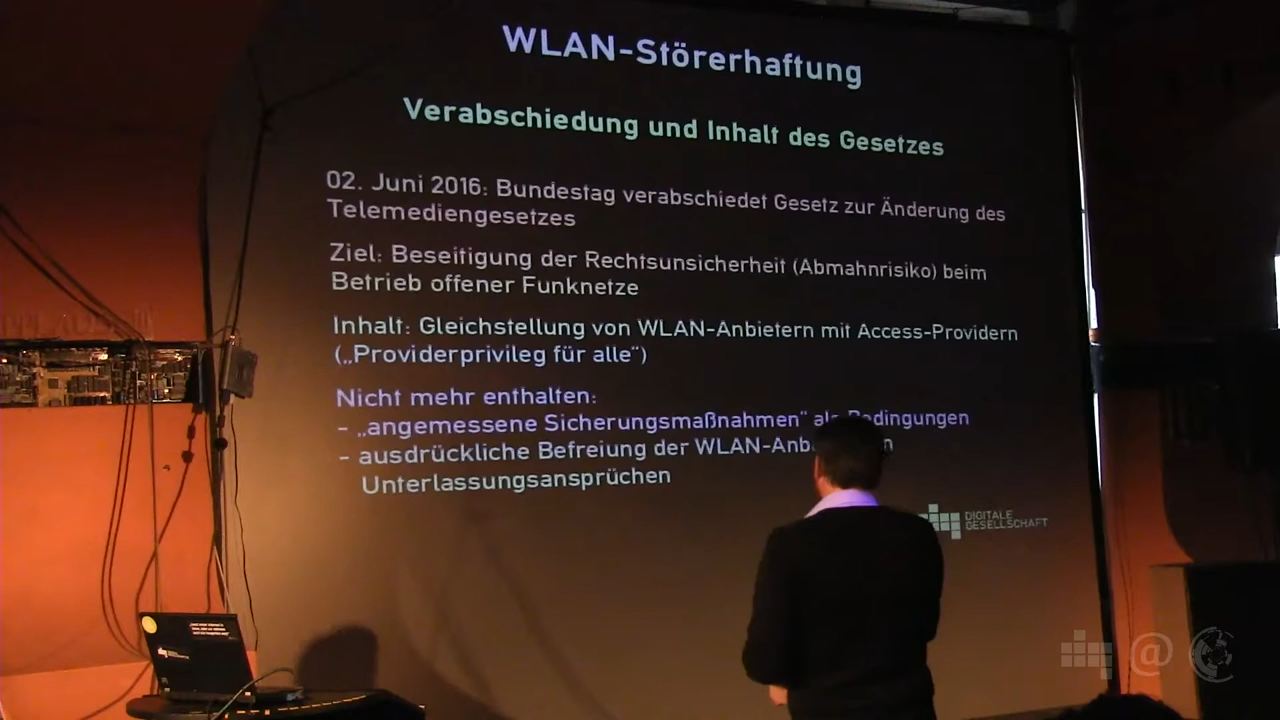 WLAN-Störerhaftung
Verabschiedung und Inhalt des Gesetzes
02. Juni 2016: Bundestag verabschiedet Gesetz zur Änderung des
Telemediengesetzes
Ziel: Beseitigung der Rechtsunsicherheit (Abmahnrisiko) beim
Betrieb offener Funknetze
Inhalt: Gleichstellung von WLAN-Anbietern mit Access-Providern
(„Providerprivileg für alle“)
Nicht mehr enthalten:
- „angemessene Sicherungsmaßnahmen“ als Bedingungen
- ausdrückliche Befreiung der WLAN-Anb
Unterlassungsansprüchen
DIGITALE
GESELLSCHAFT
@